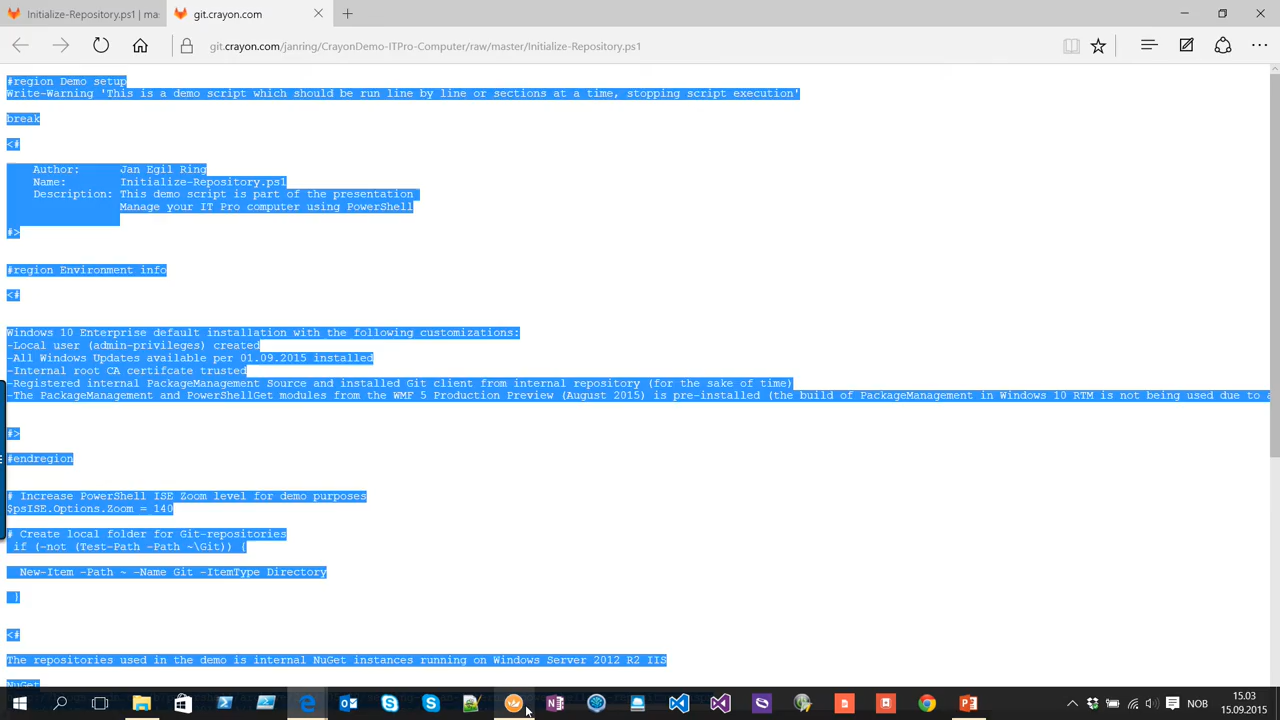 Initialize-Repository.ps1 | mas
git.crayon.com
git.crayon.com/janring/CrayonDemo-ITPro-Computer/raw/master/Initialize-Repository.ps1
#region Demo setup
Write-Warning 'This is a demo script which should be run line by line or sections at a time, stopping script execution'
break
<#
Author: Jan Egil Ring
Name: Initialize-Repository.ps1
Description: This demo script is part of the presentation
Manage your IT Pro computer using PowerShell
#>
#region Environment info
<#
Windows 10 Enterprise default installation with the following customizations:
-Local user (admin-privileges) created
-All Windows Updates available per 01.09.2015 installed
-Internal root CA certifcate trusted
-Registered internal PackageManagement Source and installed Git client from internal repository (for the sake of time)
-The PackageManagement and PowerShellGet modules from the WMF 5 Production Preview (August 2015) is pre-installed (the build of PackageManagement in Windows 10 RTM is not being used due to a
#>
#endregion
# Increase PowerShell ISE Zoom level for demo purposes
$psISE.Options.Zoom = 140
# Create local folder for Git-repositories
if (-not (Test-Path -Path ~\Git)) {
New-Item -Path ~ -Name Git -ItemType Directory
}
<#
The repositories used in the demo is internal NuGet instances running on Windows Server 2012 R2 IIS
NuGet
NOB
15.03
15.09.2015